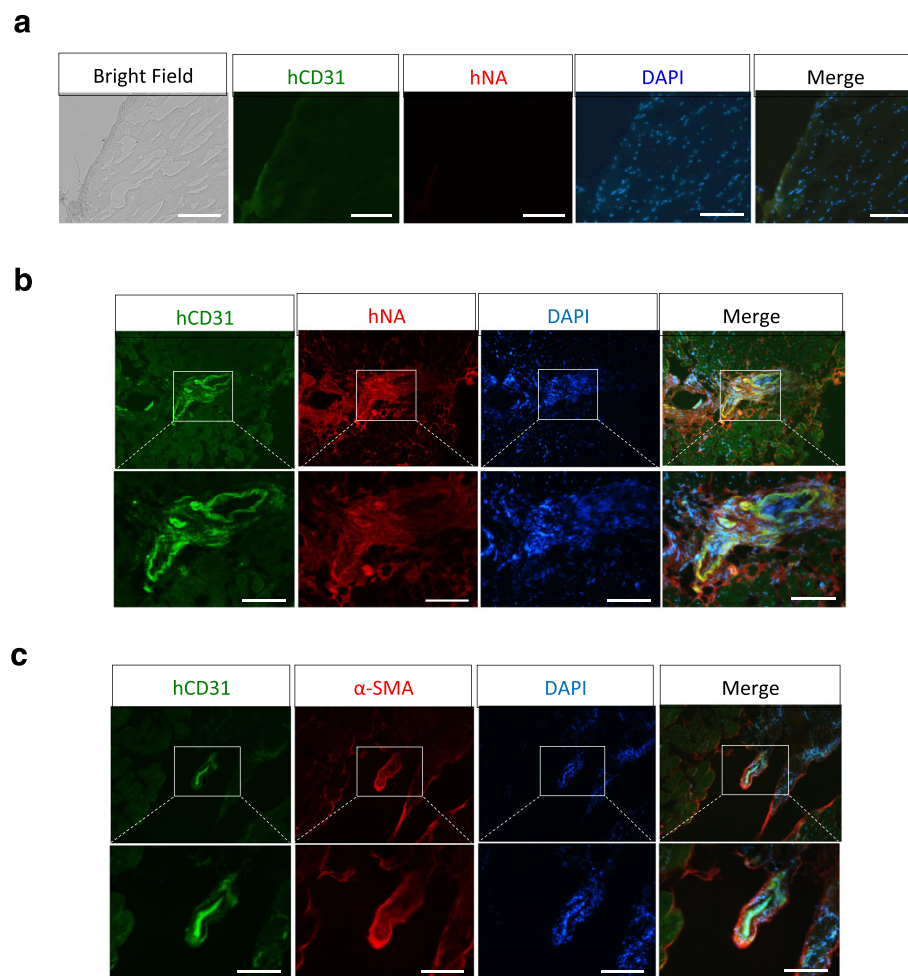 a
Bright Field hCD31 hNA DAPI Merge
b
hCD31 hNA DAPI Merge
c
hCD31 α-SMA DAPI Merge